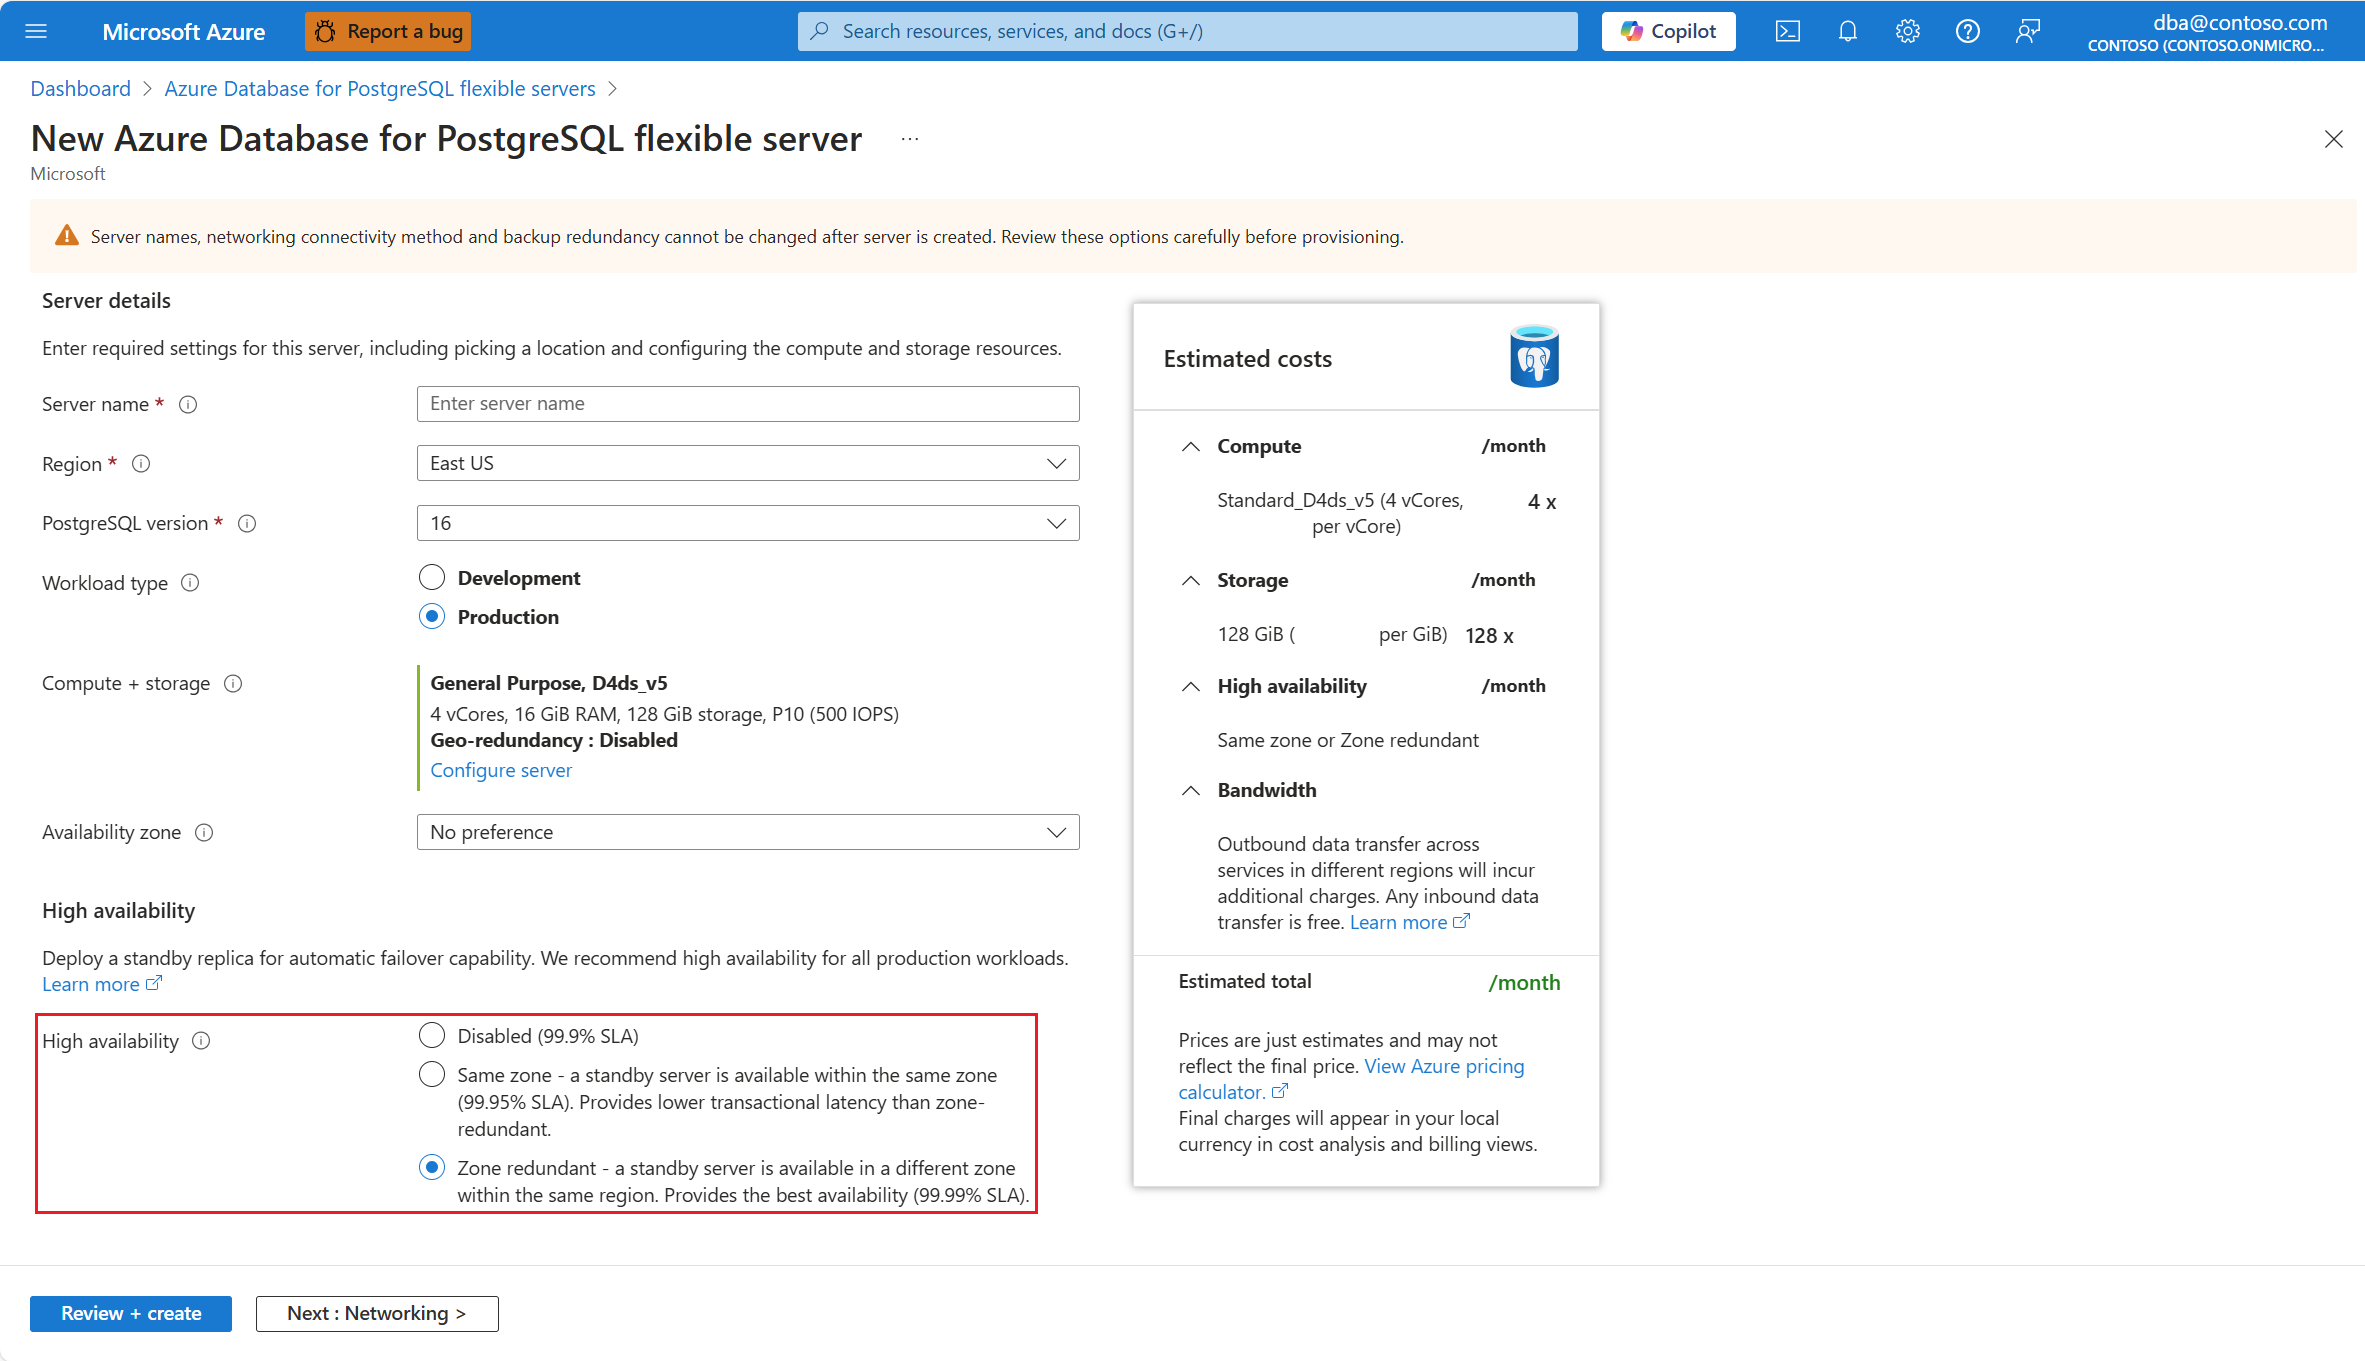 Microsoft Azure
Report a bug
Search resources, services, and docs (G+/)
Copilot
dba@contoso.com
CONTOSO (CONTOSO.ONMICRO...
Dashboard > Azure Database for PostgreSQL flexible servers >
New Azure Database for PostgreSQL flexible server ...
Microsoft
Server names, networking connectivity method and backup redundancy cannot be changed after server is created. Review these options carefully before provisioning.
Server details
Enter required settings for this server, including picking a location and configuring the compute and storage resources.
Server name *
Enter server name
Region *
East US
PostgreSQL version *
16
Workload type
Development
Production
Compute + storage
General Purpose, D4ds_v5
4 vCores, 16 GiB RAM, 128 GiB storage, P10 (500 IOPS)
Geo-redundancy : Disabled
Configure server
Availability zone
No preference
High availability
Deploy a standby replica for automatic failover capability. We recommend high availability for all production workloads.
Learn more
High availability
Disabled (99.9% SLA)
Same zone - a standby server is available within the same zone
(99.95% SLA). Provides lower transactional latency than zone-
redundant.
Zone redundant - a standby server is available in a different zone
within the same region. Provides the best availability (99.99% SLA).
Estimated costs
Compute /month
Standard_D4ds_v5 (4 vCores, 4 x
per vCore)
Storage /month
128 GiB ( per GiB) 128 x
High availability /month
Same zone or Zone redundant
Bandwidth
Outbound data transfer across
services in different regions will incur
additional charges. Any inbound data
transfer is free. Learn more
Estimated total /month
Prices are just estimates and may not
reflect the final price. View Azure pricing
calculator.
Final charges will appear in your local
currency in cost analysis and billing views.
Review + create
Next : Networking >